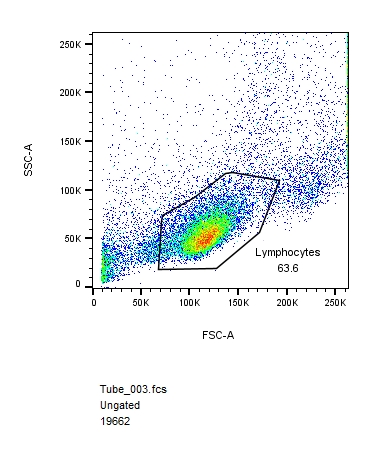 250K
200K
150K
100K
50K
0
SSC-A
Lymphocytes
63.6
0 50K 100K 150K 200K 250K
FSC-A
Tube_003.fcs
Ungated
19662